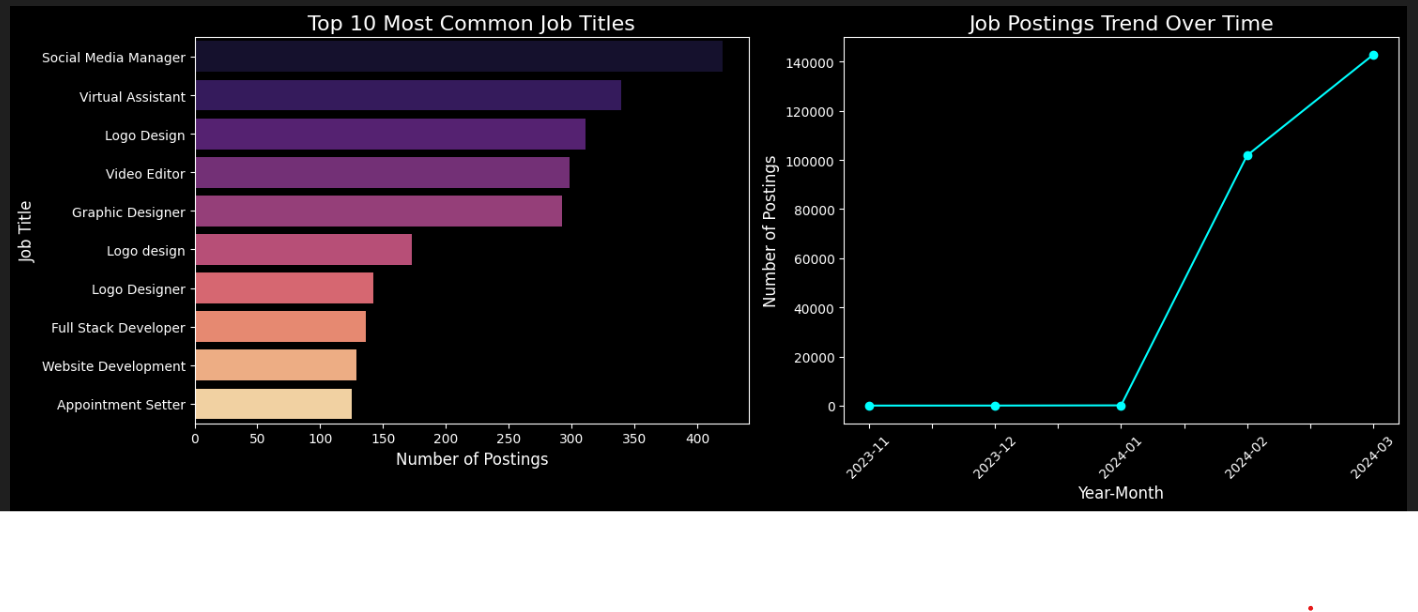 Top 10 Most Common Job Titles
Social Media Manager
Virtual Assistant
Logo Design
Video Editor
Graphic Designer
Logo design
Logo Designer
Full Stack Developer
Website Development
Appointment Setter
Job Title
0 50 100 150 200 250 300 350 400
Number of Postings
Job Postings Trend Over Time
140000
120000
100000
80000
60000
40000
20000
0
Number of Postings
2023-11 2023-12 2024-01 2024-02 2024-03
Year-Month